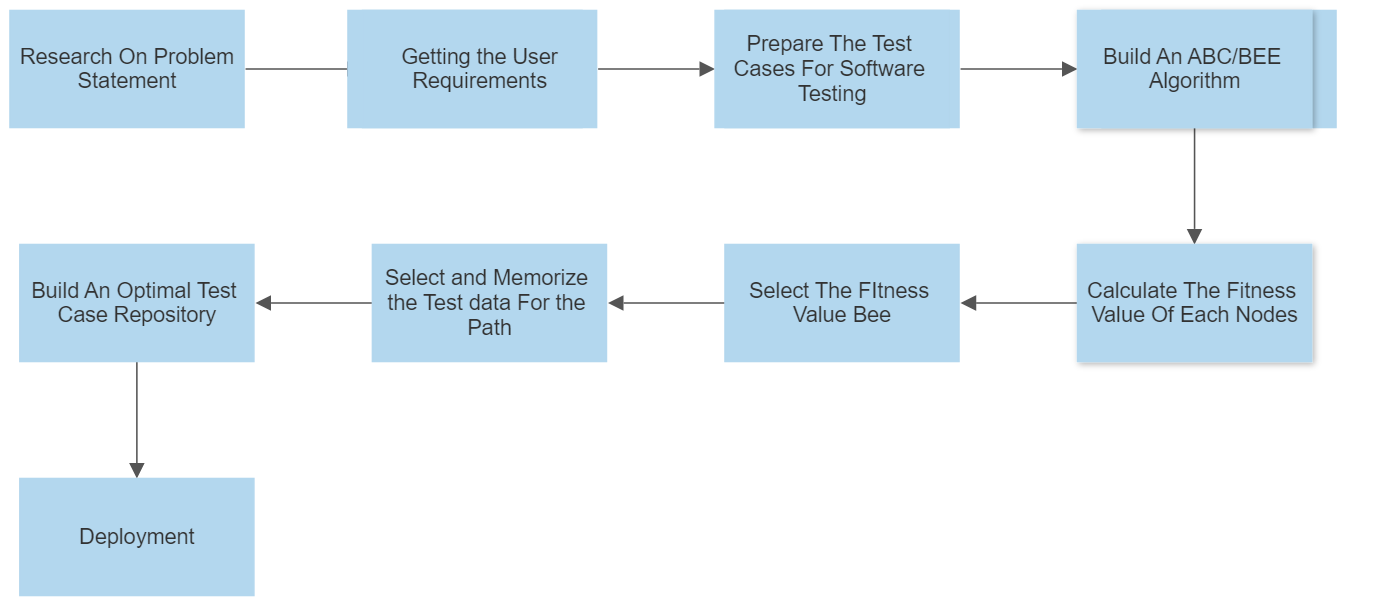 Research On Problem
Statement
Getting the User
Requirements
Prepare The Test
Cases For Software
Testing
Build An ABC/BEE
Algorithm
Calculate The Fitness
Value Of Each Nodes
Select The FItness
Value Bee
Select and Memorize
the Test data For the
Path
Build An Optimal Test
Case Repository
Deployment